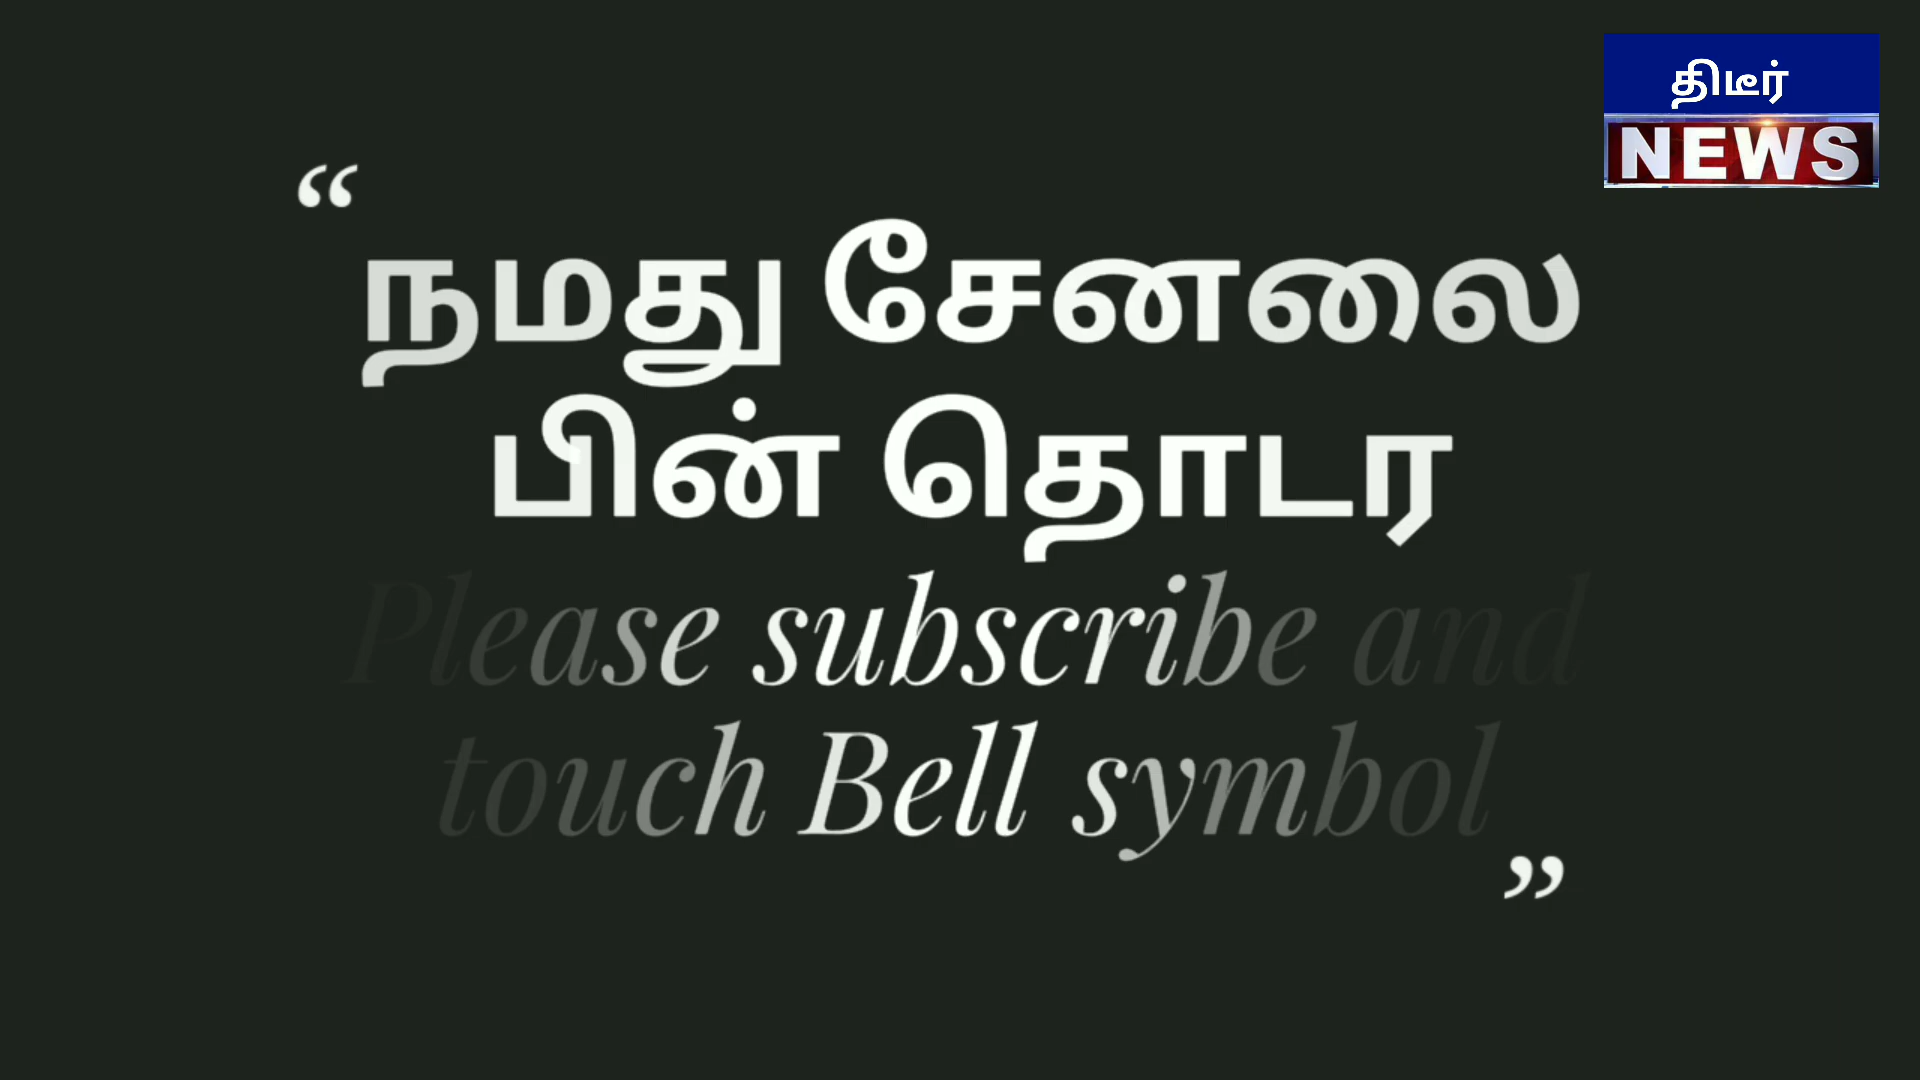 திடீர்
NEWS
“
நமது சேனலை
பின் தொடர
Please subscribe and
touch Bell symbol
”